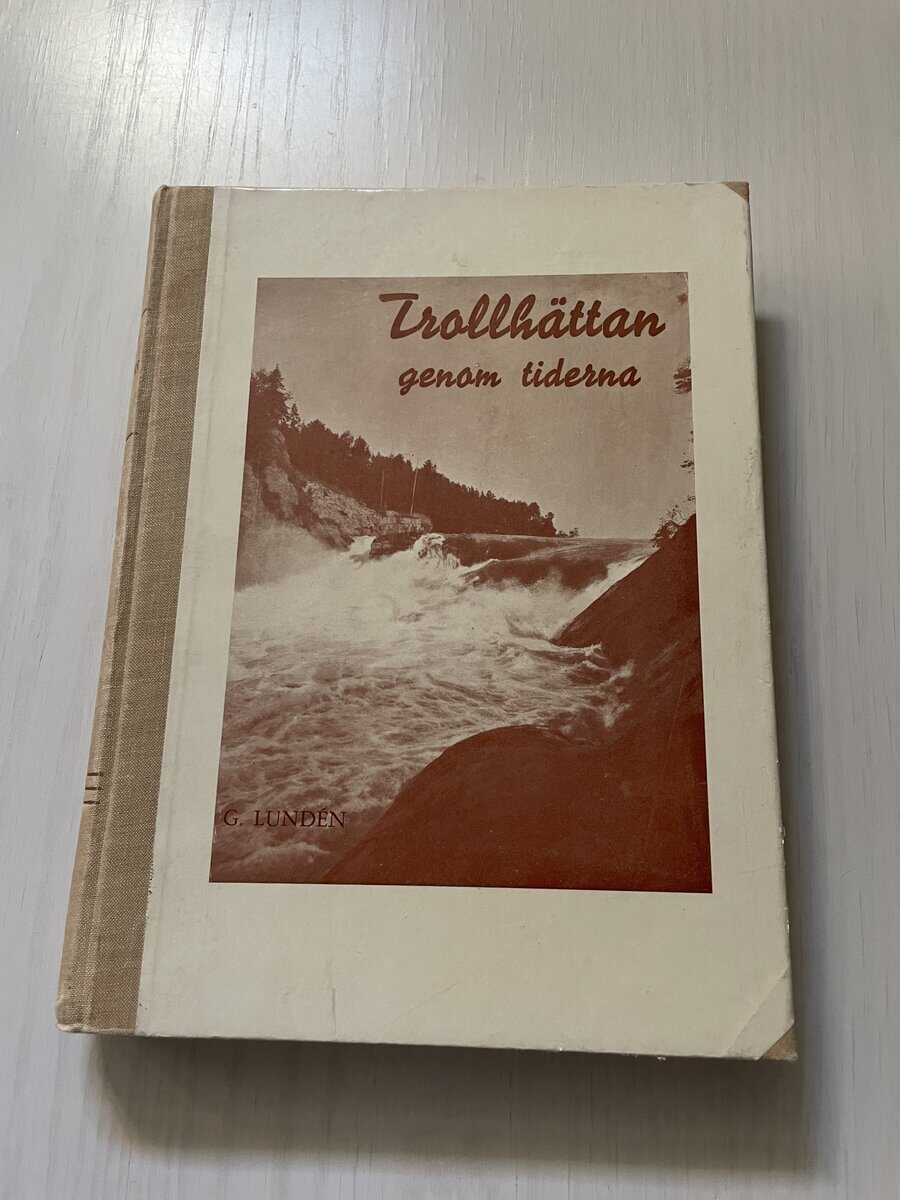 Trollhättan
genom tiderna
G. LUNDÉN